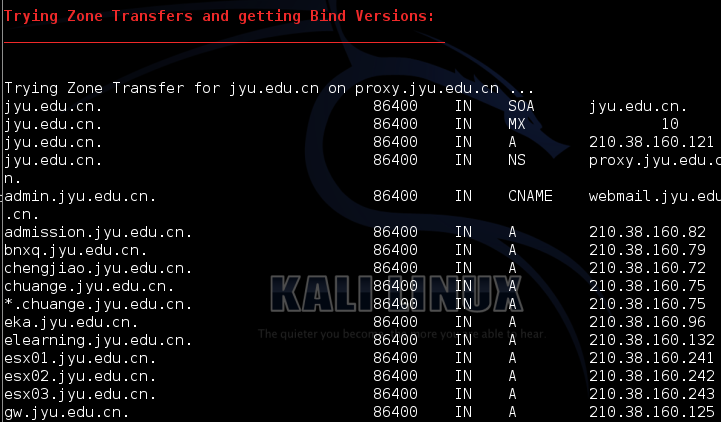 Trying Zone Transfers and getting Bind Versions:
Trying Zone Transfer for jyu.edu.cn on proxy.jyu.edu.cn ...
jyu.edu.cn. 86400 IN SOA jyu.edu.cn.
jyu.edu.cn. 86400 IN MX 10
jyu.edu.cn. 86400 IN A 210.38.160.121
jyu.edu.cn. 86400 IN NS proxy.jyu.edu.c
n.
admin.jyu.edu.cn. 86400 IN CNAME webmail.jyu.edu
.cn.
admission.jyu.edu.cn. 86400 IN A 210.38.160.82
bnxq.jyu.edu.cn. 86400 IN A 210.38.160.79
chengjiao.jyu.edu.cn. 86400 IN A 210.38.160.72
chuange.jyu.edu.cn. 86400 IN A 210.38.160.75
*.chuange.jyu.edu.cn. 86400 IN A 210.38.160.75
KALI LINUX
eka.jyu.edu.cn. 86400 IN A 210.38.160.96
The quieter you become, more you are able to hear.
elearning.jyu.edu.cn. 86400 IN A 210.38.160.132
esx01.jyu.edu.cn. 86400 IN A 210.38.160.241
esx02.jyu.edu.cn. 86400 IN A 210.38.160.242
esx03.jyu.edu.cn. 86400 IN A 210.38.160.243
gw.jyu.edu.cn. 86400 IN A 210.38.160.125